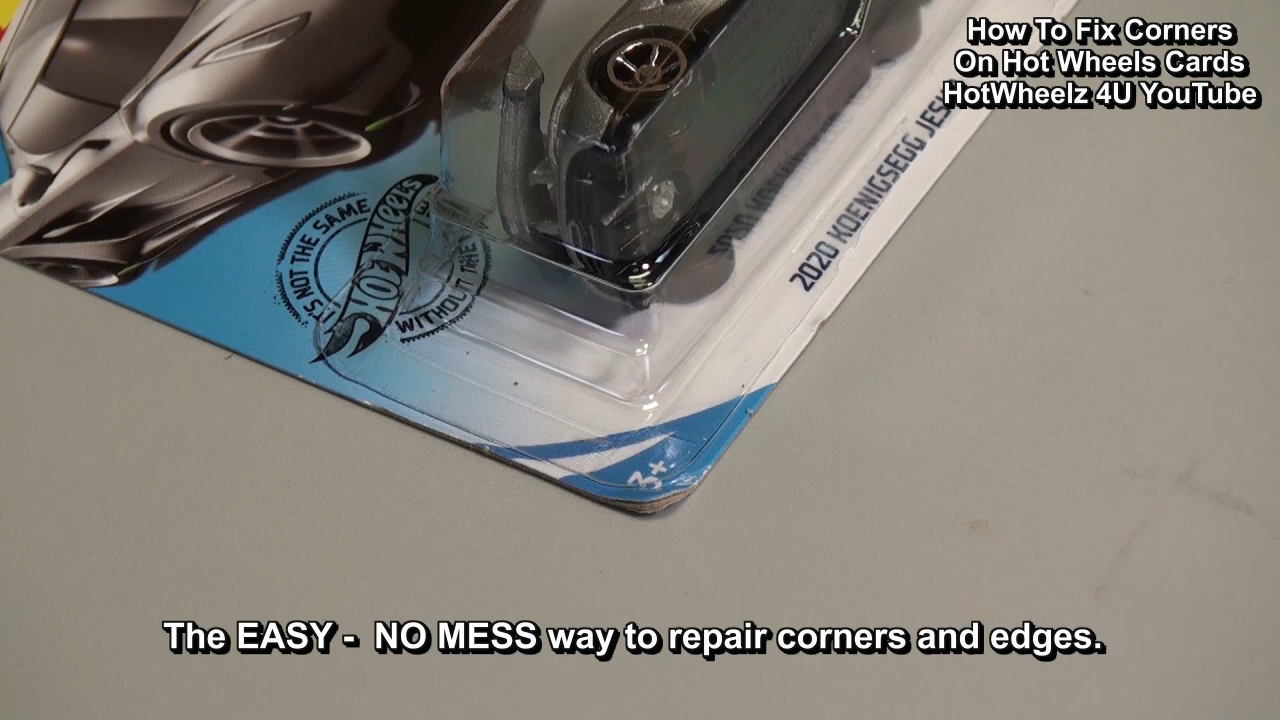 How To Fix Corners
On Hot Wheels Cards
HotWheelz 4U YouTube
IT'S NOT THE SAME
HOT WHEELS
WITHOUT THE
2020 KOENIGSEGG
3+
The EASY - NO MESS way to repair corners and edges.